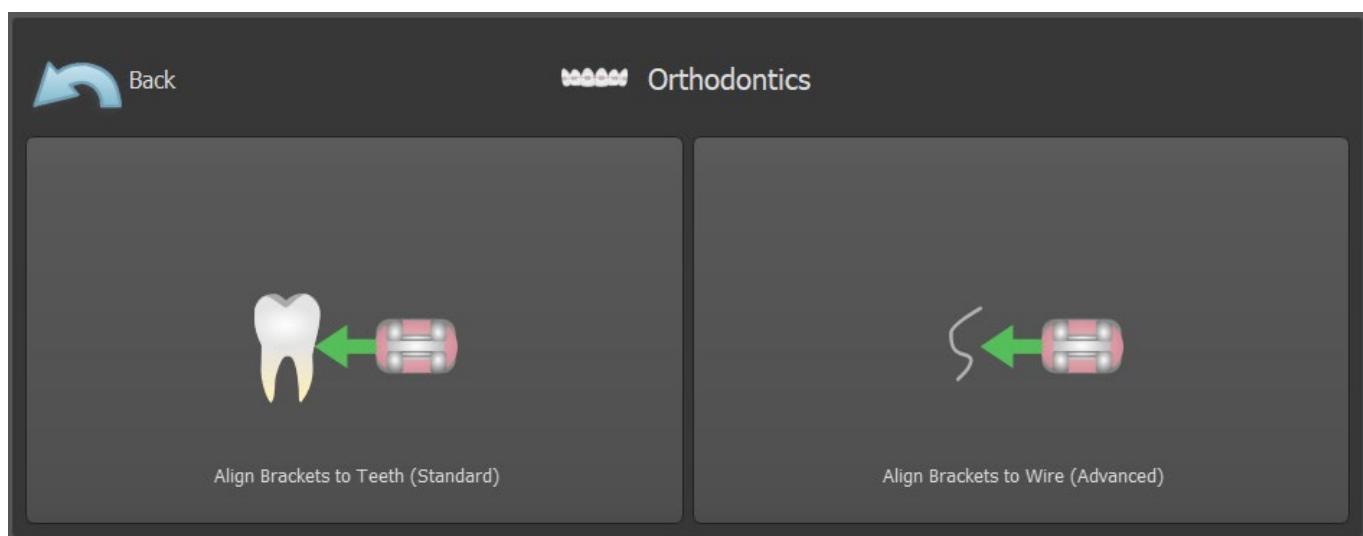 Back
Orthodontics
Align Brackets to Teeth (Standard)
Align Brackets to Wire (Advanced)